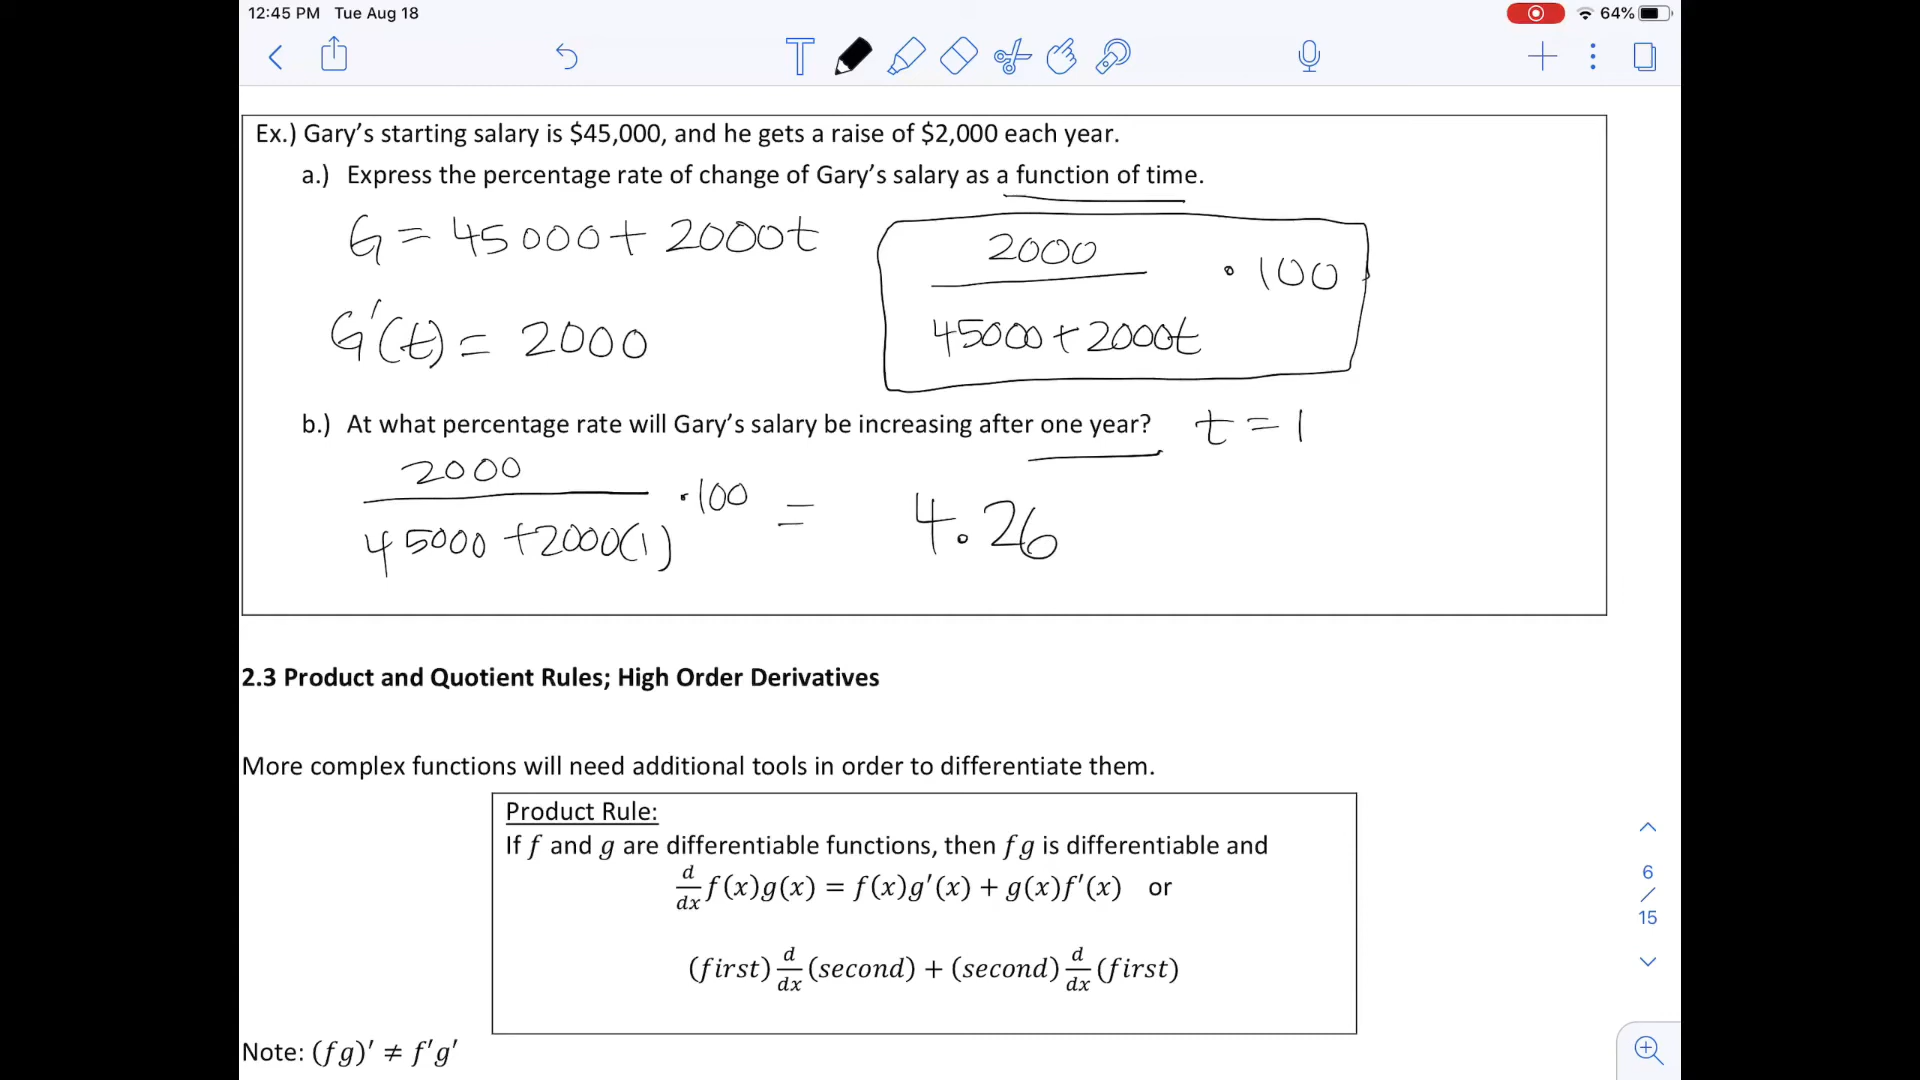 12:45 PM Tue Aug 18
64%
T
Ex.) Gary's starting salary is $45,000, and he gets a raise of $2,000 each year.
a.) Express the percentage rate of change of Gary's salary as a function of time.
G = 45000 + 2000t
2000
45000 + 2000t
• 100
G'(t) = 2000
b.) At what percentage rate will Gary's salary be increasing after one year? t = 1
2000
45000 + 2000(1)
• 100 = 4.26
2.3 Product and Quotient Rules; High Order Derivatives
More complex functions will need additional tools in order to differentiate them.
Product Rule:
If f and g are differentiable functions, then fg is differentiable and
d/dx f(x)g(x) = f(x)g′(x) + g(x)f′(x) or
(first) d/dx (second) + (second) d/dx (first)
6
/
15
Note: (fg)′ ≠ f′g′